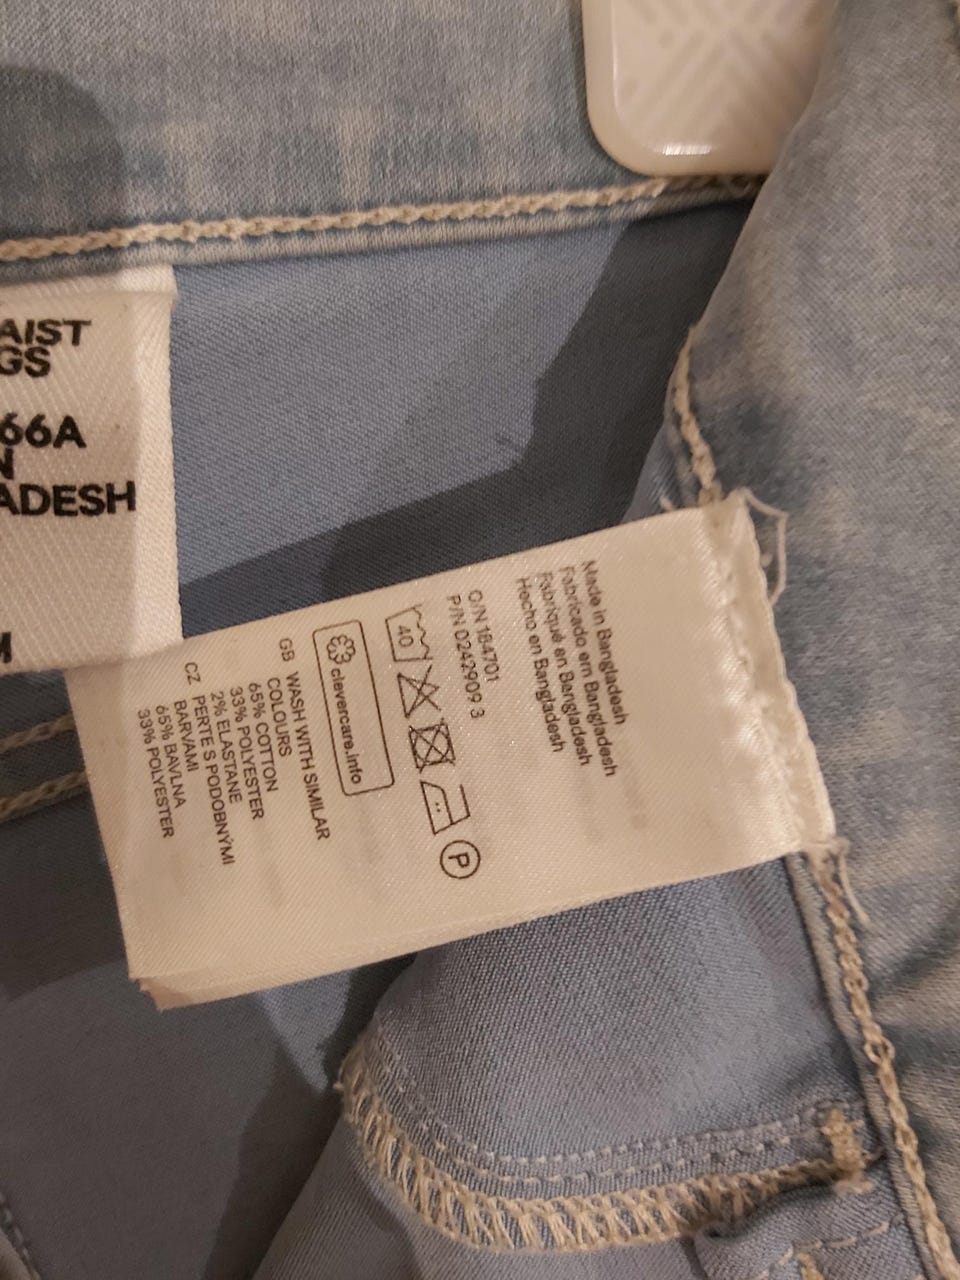 AIST
GS
66A
N
ADESH
M
Made in Bangladesh
Fabricado em Bangladesh
Fabriqué en Bangladesh
Hecho en Bangladesh
O/N 184701
P/N 0242909 3
40
P
clevercare.info
GB WASH WITH SIMILAR
COLOURS
65% COTTON
33% POLYESTER
2% ELASTANE
CZ PERTE S PODOBNÝMI
BARVAMI
65% BAVLNA
33% POLYESTER